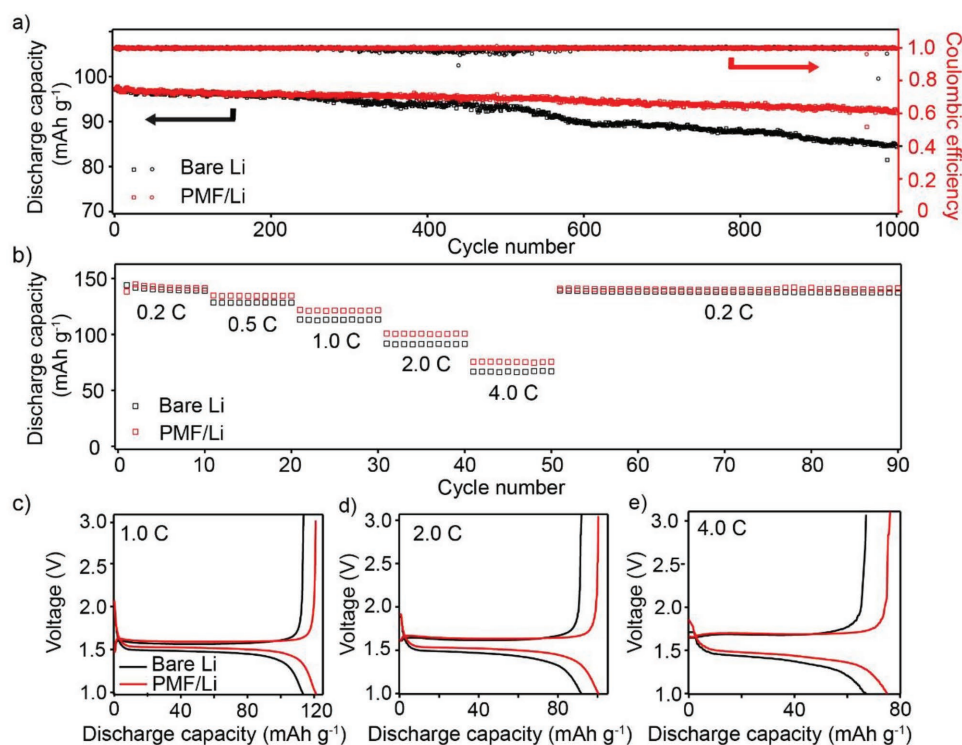 a)
Discharge capacity
(mAh g⁻¹)
100
90
80
70
Bare Li
PMF/Li
1.0
0.8
0.6
0.4
0.2
0
Coulombic efficiency
0
200
400
600
800
1000
Cycle number
b)
Discharge capacity
(mAh g⁻¹)
150
100
50
0
0.2 C
0.5 C
1.0 C
2.0 C
4.0 C
0.2 C
Bare Li
PMF/Li
0
10
20
30
40
50
60
70
80
90
Cycle number
c)
1.0 C
Voltage (V)
3.0
2.5
2.0
1.5
1.0
Bare Li
PMF/Li
0
40
80
120
Discharge capacity (mAh g⁻¹)
d)
2.0 C
Voltage (V)
3.0
2.5
2.0
1.5
1.0
0
20
40
60
80
100
Discharge capacity (mAh g⁻¹)
e)
4.0 C
Voltage (V)
3.0
2.5
2.0
1.5
1.0
0
20
40
60
80
Discharge capacity (mAh g⁻¹)